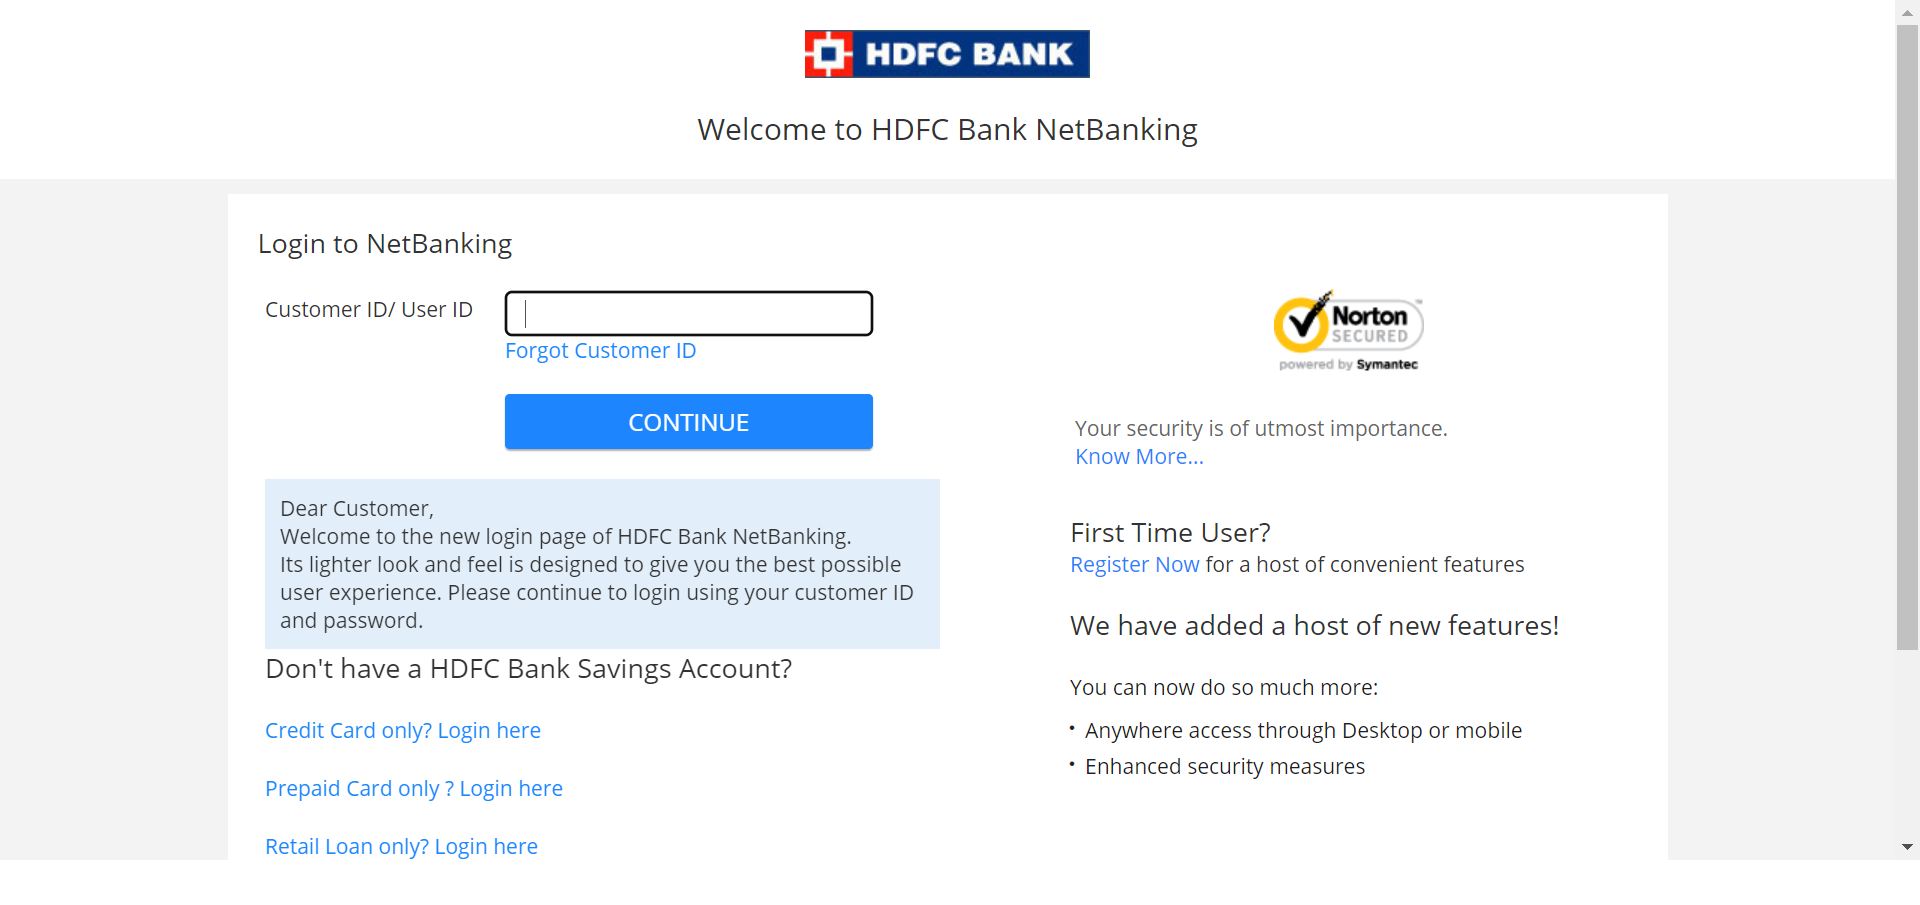 HDFC BANK
Welcome to HDFC Bank NetBanking
Login to NetBanking
Customer ID/ User ID
Forgot Customer ID
CONTINUE
Dear Customer,
Welcome to the new login page of HDFC Bank NetBanking.
Its lighter look and feel is designed to give you the best possible
user experience. Please continue to login using your customer ID
and password.
Don't have a HDFC Bank Savings Account?
Credit Card only? Login here
Prepaid Card only ? Login here
Retail Loan only? Login here
Norton
SECURED
powered by Symantec
Your security is of utmost importance.
Know More...
First Time User?
Register Now for a host of convenient features
We have added a host of new features!
You can now do so much more:
• Anywhere access through Desktop or mobile
• Enhanced security measures